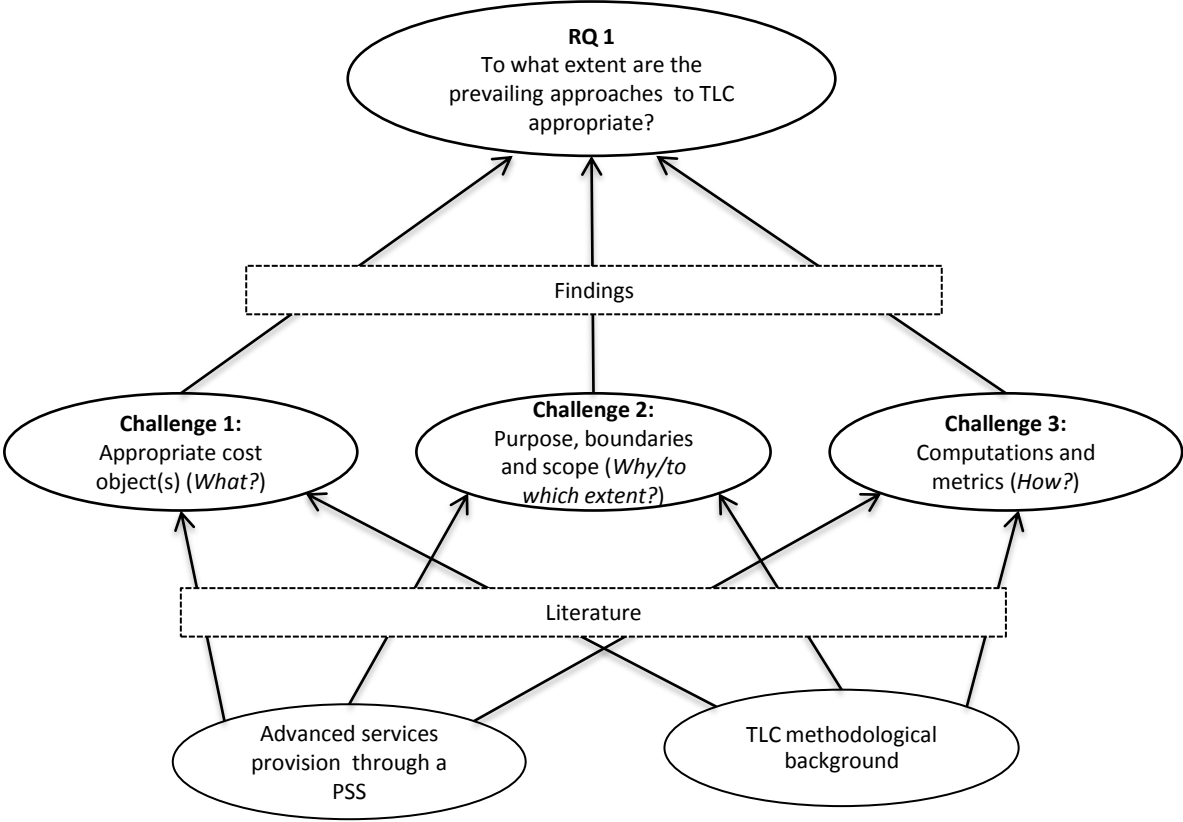 RQ 1
To what extent are the
prevailing approaches to TLC
appropriate?
Findings
Challenge 1:
Appropriate cost
object(s) (What?)
Challenge 2:
Purpose, boundaries
and scope (Why/to
which extent?)
Challenge 3:
Computations and
metrics (How?)
Literature
Advanced services
provision through a
PSS
TLC methodological
background